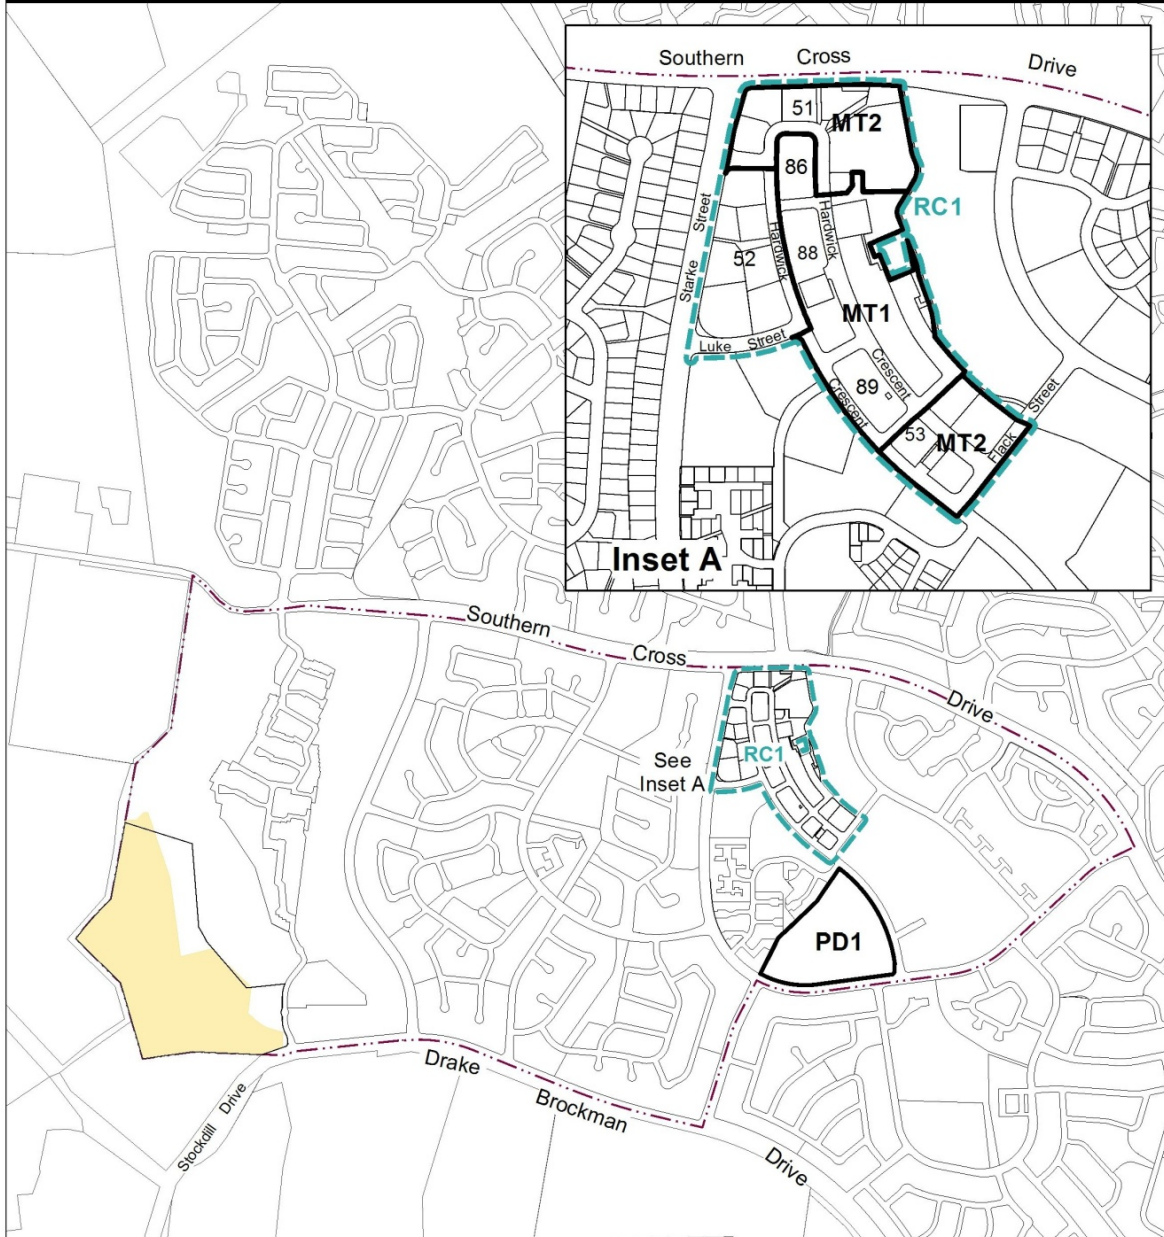 Southern Cross Drive
51
MT2
86
RC1
Starke Street
Hardwick
Hardwick
52
88
MT1
Luke Street
Crescent
89
Crescent
53
MT2
Flack Street
Inset A
Southern Cross Drive
See
Inset A
RC1
PD1
Drake Brockman Drive
Stockdill Drive